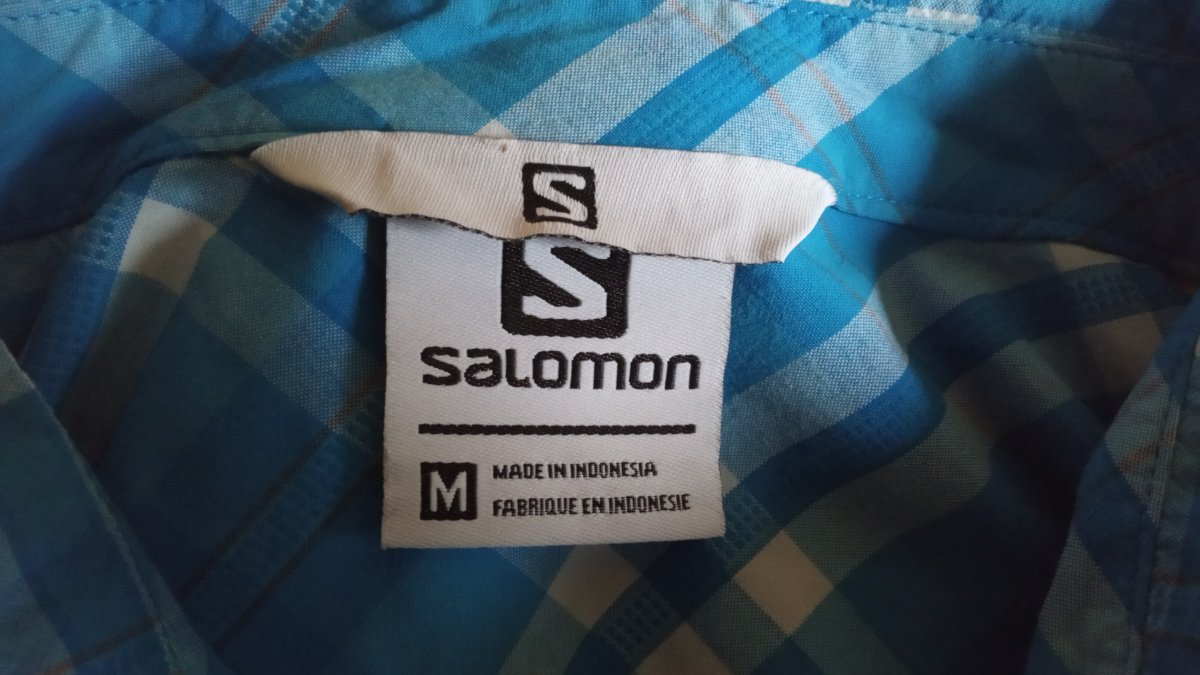 S
S
salomon
M
MADE IN INDONESIA
FABRIQUE EN INDONESIE